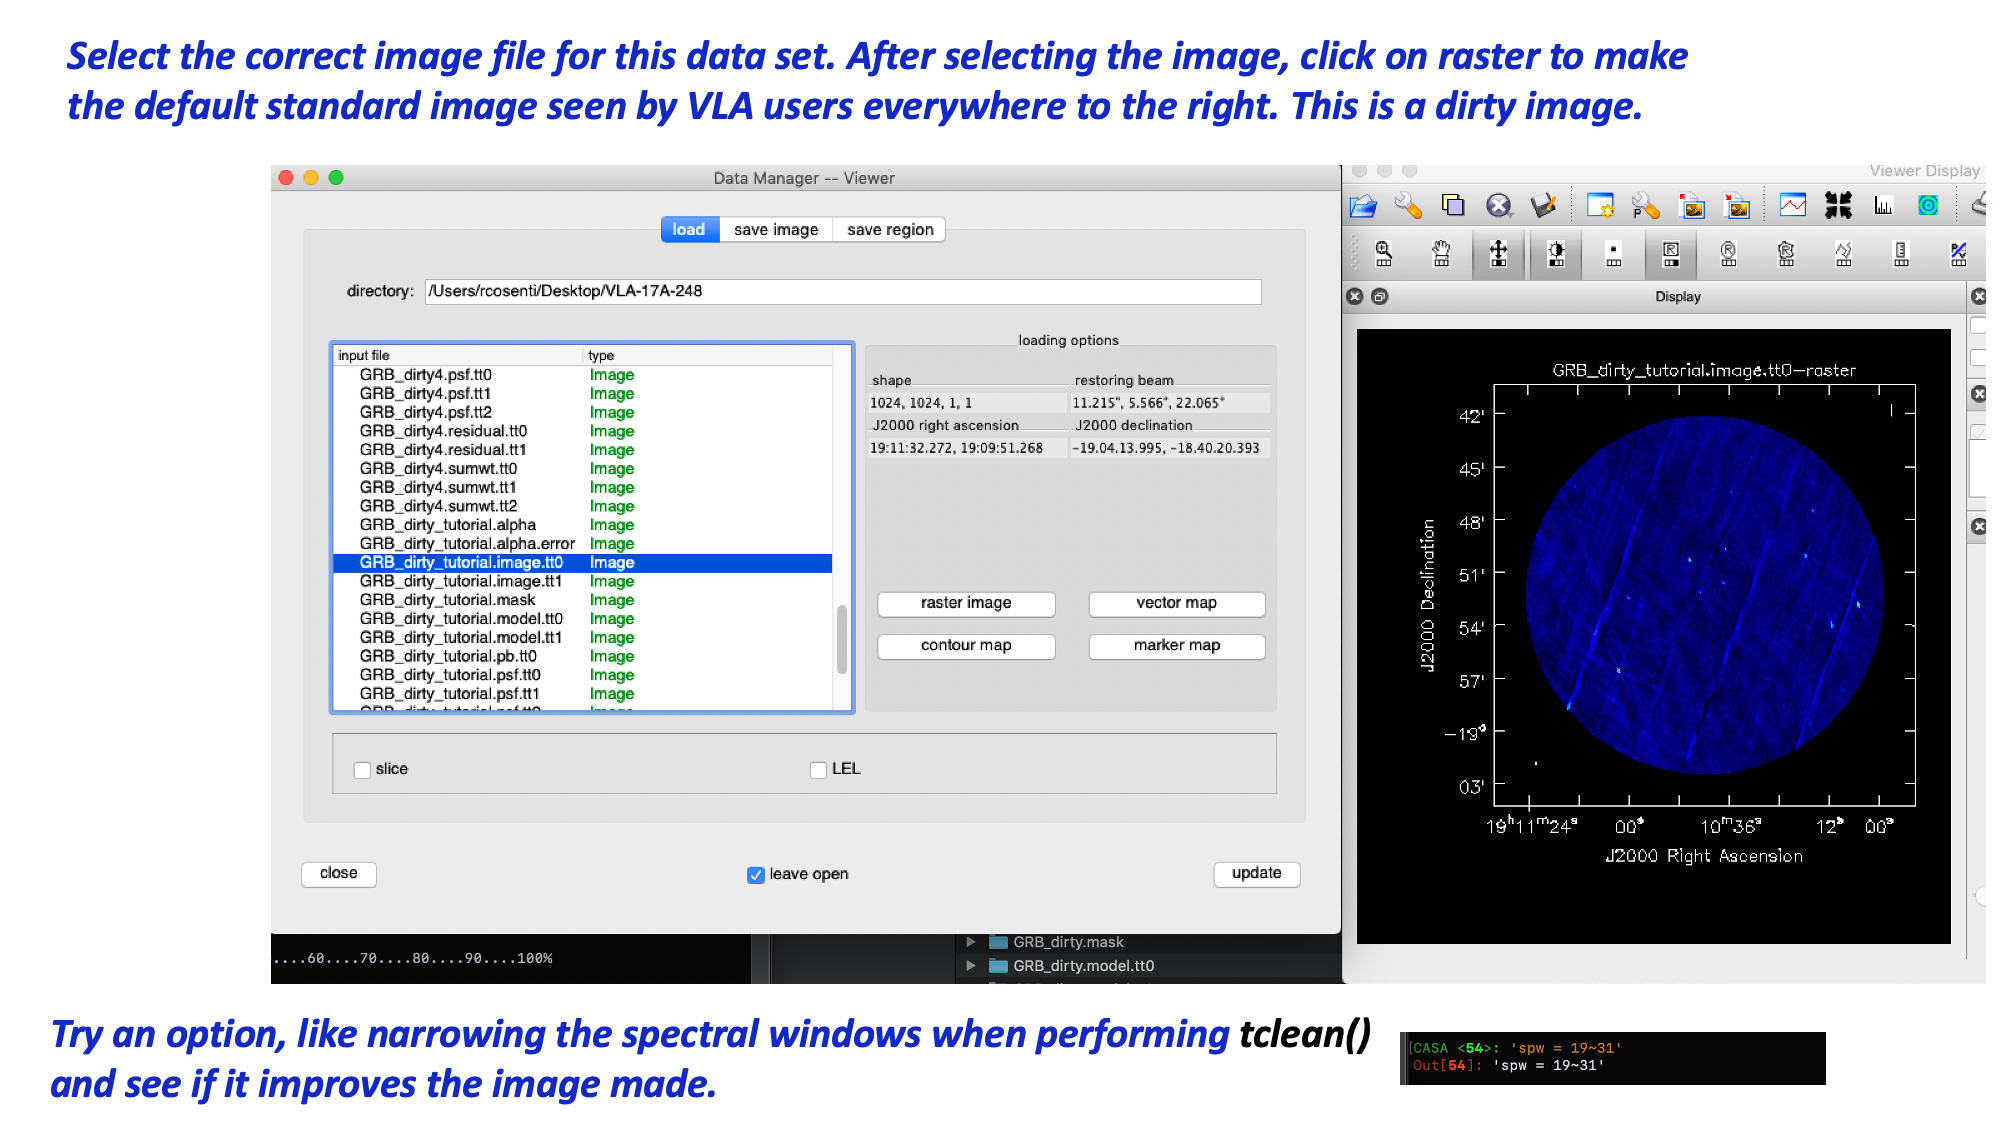 Select the correct image file for this data set. After selecting the image, click on raster to make
the default standard image seen by VLA users everywhere to the right. This is a dirty image.
Data Manager -- Viewer
load save image save region
directory: /Users/rcosenti/Desktop/VLA-17A-248
input file type
GRB_dirty4.psf.tt0 Image
GRB_dirty4.psf.tt1 Image
GRB_dirty4.psf.tt2 Image
GRB_dirty4.residual.tt0 Image
GRB_dirty4.residual.tt1 Image
GRB_dirty4.sumwt.tt0 Image
GRB_dirty4.sumwt.tt1 Image
GRB_dirty4.sumwt.tt2 Image
GRB_dirty_tutorial.alpha Image
GRB_dirty_tutorial.alpha.error Image
GRB_dirty_tutorial.image.tt0 Image
GRB_dirty_tutorial.image.tt1 Image
GRB_dirty_tutorial.mask Image
GRB_dirty_tutorial.model.tt0 Image
GRB_dirty_tutorial.model.tt1 Image
GRB_dirty_tutorial.pb.tt0 Image
GRB_dirty_tutorial.psf.tt0 Image
GRB_dirty_tutorial.psf.tt1 Image
loading options
shape restoring beam
1024, 1024, 1, 1 11.215", 5.566", 22.065°
J2000 right ascension J2000 declination
19:11:32.272, 19:09:51.268 -19.04.13.995, -18.40.20.393
raster image vector map
contour map marker map
slice LEL
close leave open update
....60....70....80....90....100%
GRB_dirty.mask
GRB_dirty.model.tt0
Viewer Display
Display
GRB_dirty_tutorial.image.tt0-raster
42'
45'
48'
51'
54'
57'
-19°
03'
J2000 Declination
19h11m24s 00s 10m36s 12s 00s
J2000 Right Ascension
Try an option, like narrowing the spectral windows when performing tclean()
and see if it improves the image made.
[CASA <54>: 'spw = 19~31'
Out[54]: 'spw = 19~31'